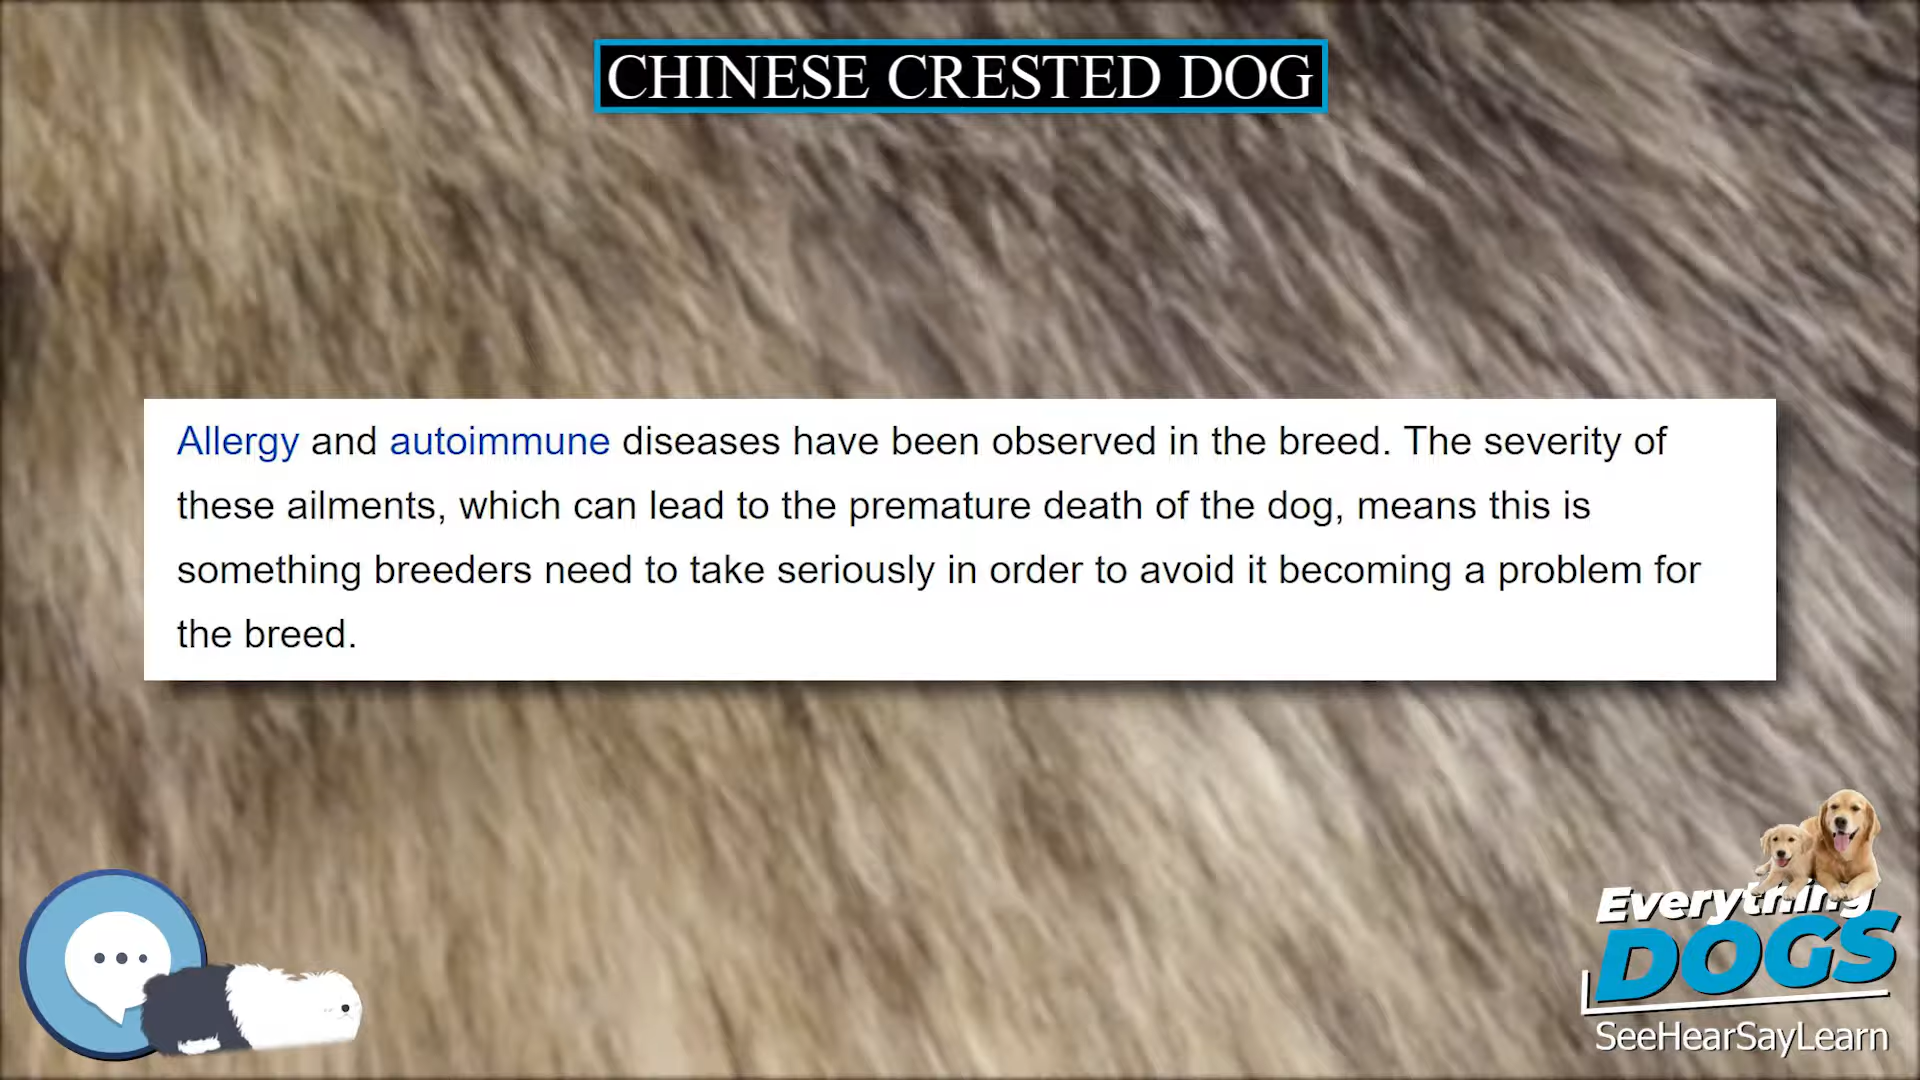 CHINESE CRESTED DOG
Allergy and autoimmune diseases have been observed in the breed. The severity of
these ailments, which can lead to the premature death of the dog, means this is
something breeders need to take seriously in order to avoid it becoming a problem for
the breed.
Everything
DOGS
SeeHearSayLearn